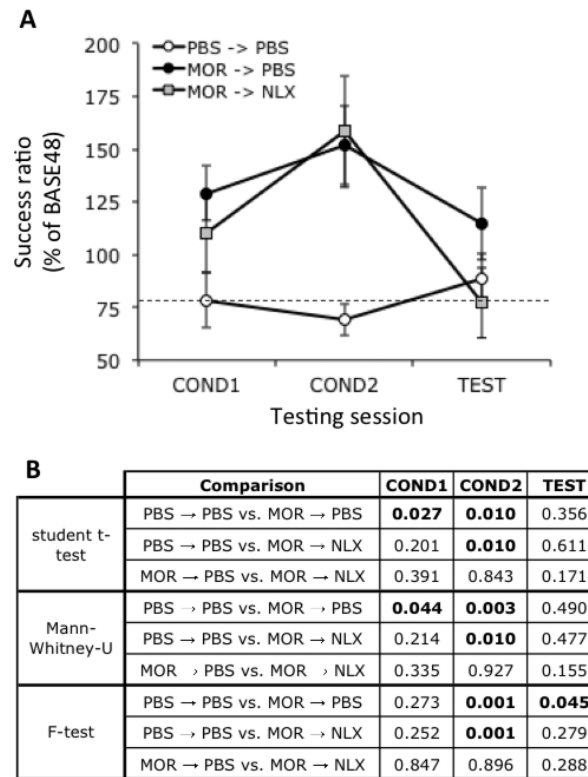 A
200
175
150
125
100
75
50
PBS -> PBS
MOR -> PBS
MOR -> NLX
Success ratio
(% of BASE48)
COND1 COND2 TEST
Testing session
B
Comparison COND1 COND2 TEST
student t-
test
PBS → PBS vs. MOR → PBS 0.027 0.010 0.356
PBS → PBS vs. MOR → NLX 0.201 0.010 0.611
MOR → PBS vs. MOR → NLX 0.391 0.843 0.171
Mann-
Whitney-U
PBS → PBS vs. MOR → PBS 0.044 0.003 0.490
PBS → PBS vs. MOR → NLX 0.214 0.010 0.477
MOR → PBS vs. MOR → NLX 0.335 0.927 0.155
F-test
PBS → PBS vs. MOR → PBS 0.273 0.001 0.045
PBS → PBS vs. MOR → NLX 0.252 0.001 0.279
MOR → PBS vs. MOR → NLX 0.847 0.896 0.288